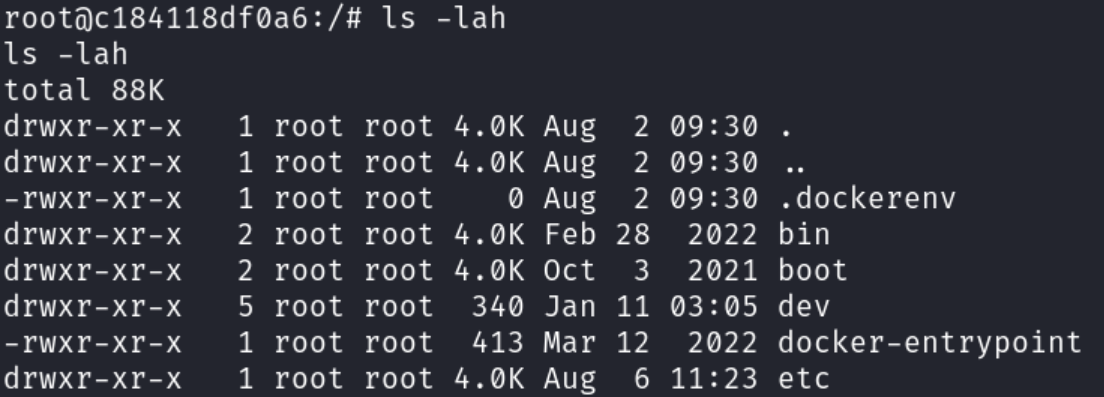 root@c184118df0a6:/# ls -lah
ls -lah
total 88K
drwxr-xr-x   1 root root 4.0K Aug  2 09:30 .
drwxr-xr-x   1 root root 4.0K Aug  2 09:30 ..
-rwxr-xr-x   1 root root    0 Aug  2 09:30 .dockerenv
drwxr-xr-x   2 root root 4.0K Feb 28  2022 bin
drwxr-xr-x   2 root root 4.0K Oct  3  2021 boot
drwxr-xr-x   5 root root  340 Jan 11 03:05 dev
-rwxr-xr-x   1 root root  413 Mar 12  2022 docker-entrypoint
drwxr-xr-x   1 root root 4.0K Aug  6 11:23 etc